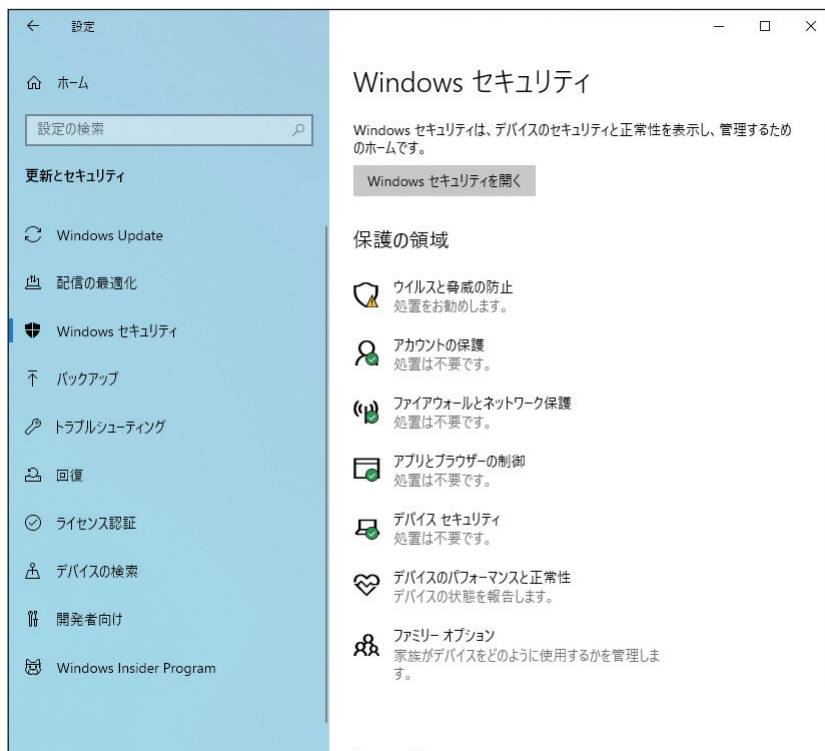 設定
ホーム
設定の検索
更新とセキュリティ
Windows Update
配信の最適化
Windows セキュリティ
バックアップ
トラブルシューティング
回復
ライセンス認証
デバイスの検索
開発者向け
Windows Insider Program
Windows セキュリティ
Windows セキュリティは、デバイスのセキュリティと正常性を表示し、管理するため
のホームです。
Windows セキュリティを開く
保護の領域
ウイルスと脅威の防止
処置をお勧めします。
アカウントの保護
処置は不要です。
ファイアウォールとネットワーク保護
処置は不要です。
アプリとブラウザーの制御
処置は不要です。
デバイス セキュリティ
処置は不要です。
デバイスのパフォーマンスと正常性
デバイスの状態を報告します。
ファミリー オプション
家族がデバイスをどのように使用するかを管理しま
す。